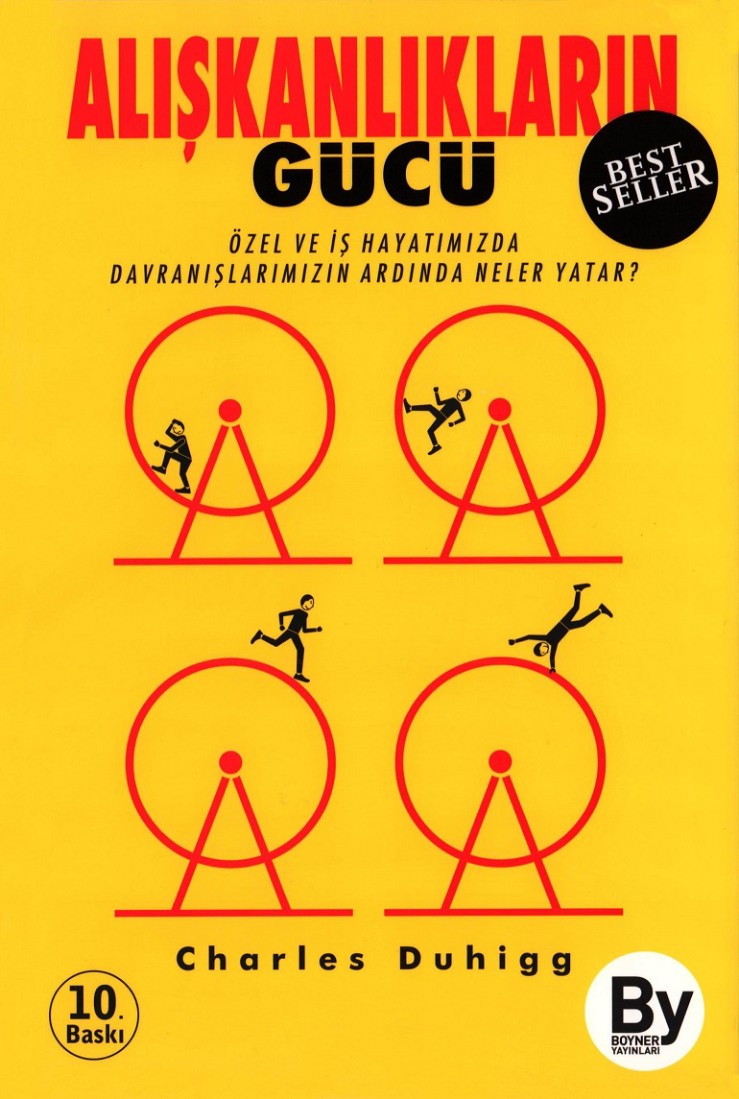 ALIŞKANLIKLARIN
GÜCÜ
BEST
SELLER
ÖZEL VE İŞ HAYATIMIZDA
DAVRANIŞLARIMIZIN ARDINDA NELER YATAR?
Charles Duhigg
10.
Baskı
By
BOYNER
YAYINLARI